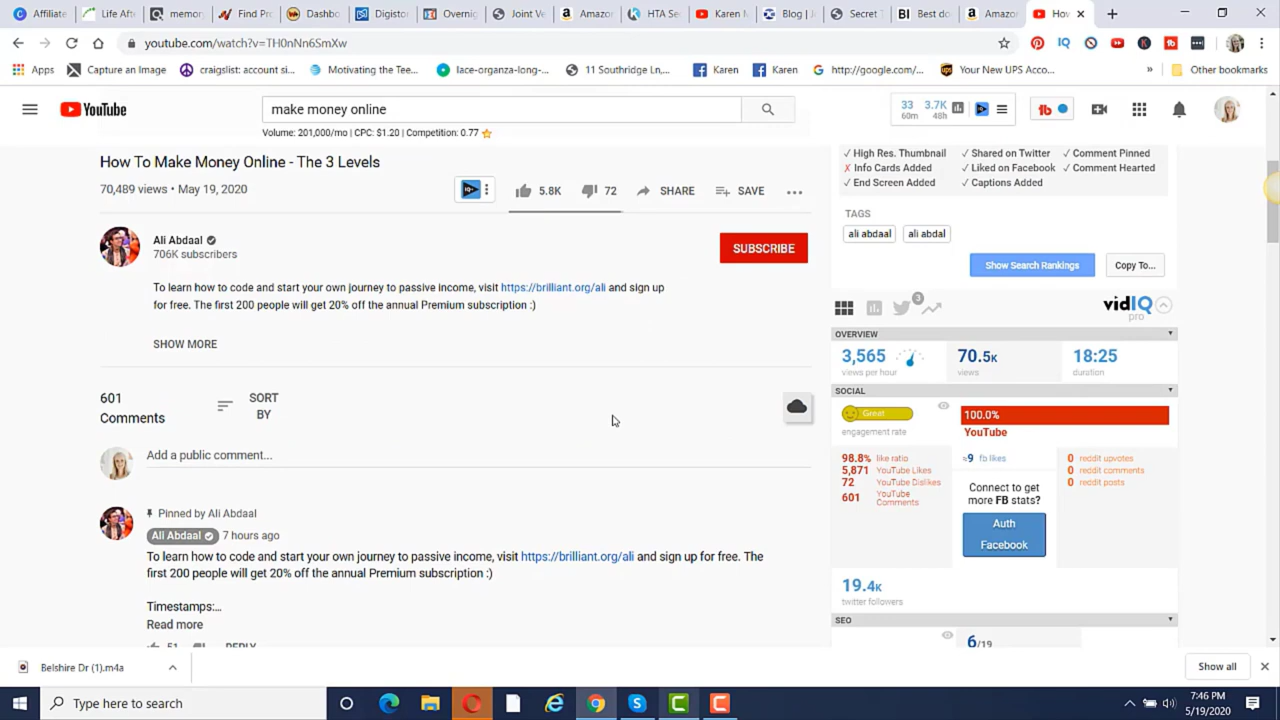 Affiliate
Life Afte
memor
Find Pro
Dashb
Digistor
Overnig
Joint Ve
Amazor
HTA Se
Karen N
Blog | J
Secret T
Best do
Amazor
How
youtube.com/watch?v=TH0nNn6SmXw
Apps
Capture an Image
craigslist: account si...
Motivating the Tee...
lace-organza-long-...
11 Southridge Ln,...
Karen
Karen
http://google.com/...
Your New UPS Acco...
»
Other bookmarks
YouTube
make money online
33 3.7K
60m 48h
Volume: 201,000/mo | CPC: $1.20 | Competition: 0.77
How To Make Money Online - The 3 Levels
70,489 views • May 19, 2020
5.8K
72
SHARE
SAVE
Ali Abdaal
706K subscribers
SUBSCRIBE
To learn how to code and start your own journey to passive income, visit https://brilliant.org/ali and sign up
for free. The first 200 people will get 20% off the annual Premium subscription :)
SHOW MORE
601
Comments
SORT
BY
Add a public comment...
Pinned by Ali Abdaal
Ali Abdaal 7 hours ago
To learn how to code and start your own journey to passive income, visit https://brilliant.org/ali and sign up for free. The
first 200 people will get 20% off the annual Premium subscription :)
Timestamps:...
Read more
51 REPLY
✓ High Res. Thumbnail ✓ Shared on Twitter ✓ Comment Pinned
✗ Info Cards Added ✓ Liked on Facebook ✓ Comment Hearted
✓ End Screen Added ✓ Captions Added
TAGS
ali abdaal ali abdal
Show Search Rankings Copy To...
3
vidIQ
pro
OVERVIEW
3,565 70.5K 18:25
views per hour views duration
SOCIAL
Great
engagement rate
100.0%
YouTube
98.8% like ratio
5,871 YouTube Likes
72 YouTube Dislikes
601 YouTube
Comments
≈9 fb likes
Connect to get
more FB stats?
Auth
Facebook
0 reddit upvotes
0 reddit comments
0 reddit posts
19.4K
twitter followers
SEO
6/19
Belshire Dr (1).m4a
Show all
Type here to search
7:46 PM
5/19/2020